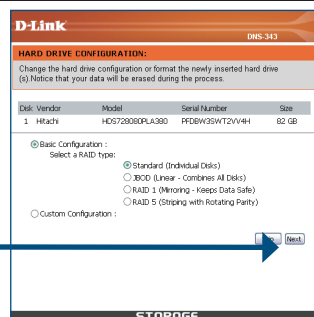 D-Link
DNS-343
HARD DRIVE CONFIGURATION:
Change the hard drive configuration or format the newly inserted hard drive
(s).Notice that your data will be erased during the process.
Disk Vendor Model Serial Number Size
1 Hitachi HDS728080PLA380 PFDBW3SWT2VV4H 82 GB
Basic Configuration :
Select a RAID type:
Standard (Individual Disks)
JBOD (Linear - Combines All Disks)
RAID 1 (Mirroring - Keeps Data Safe)
RAID 5 (Striping with Rotating Parity)
Custom Configuration :
Next
STORAGE